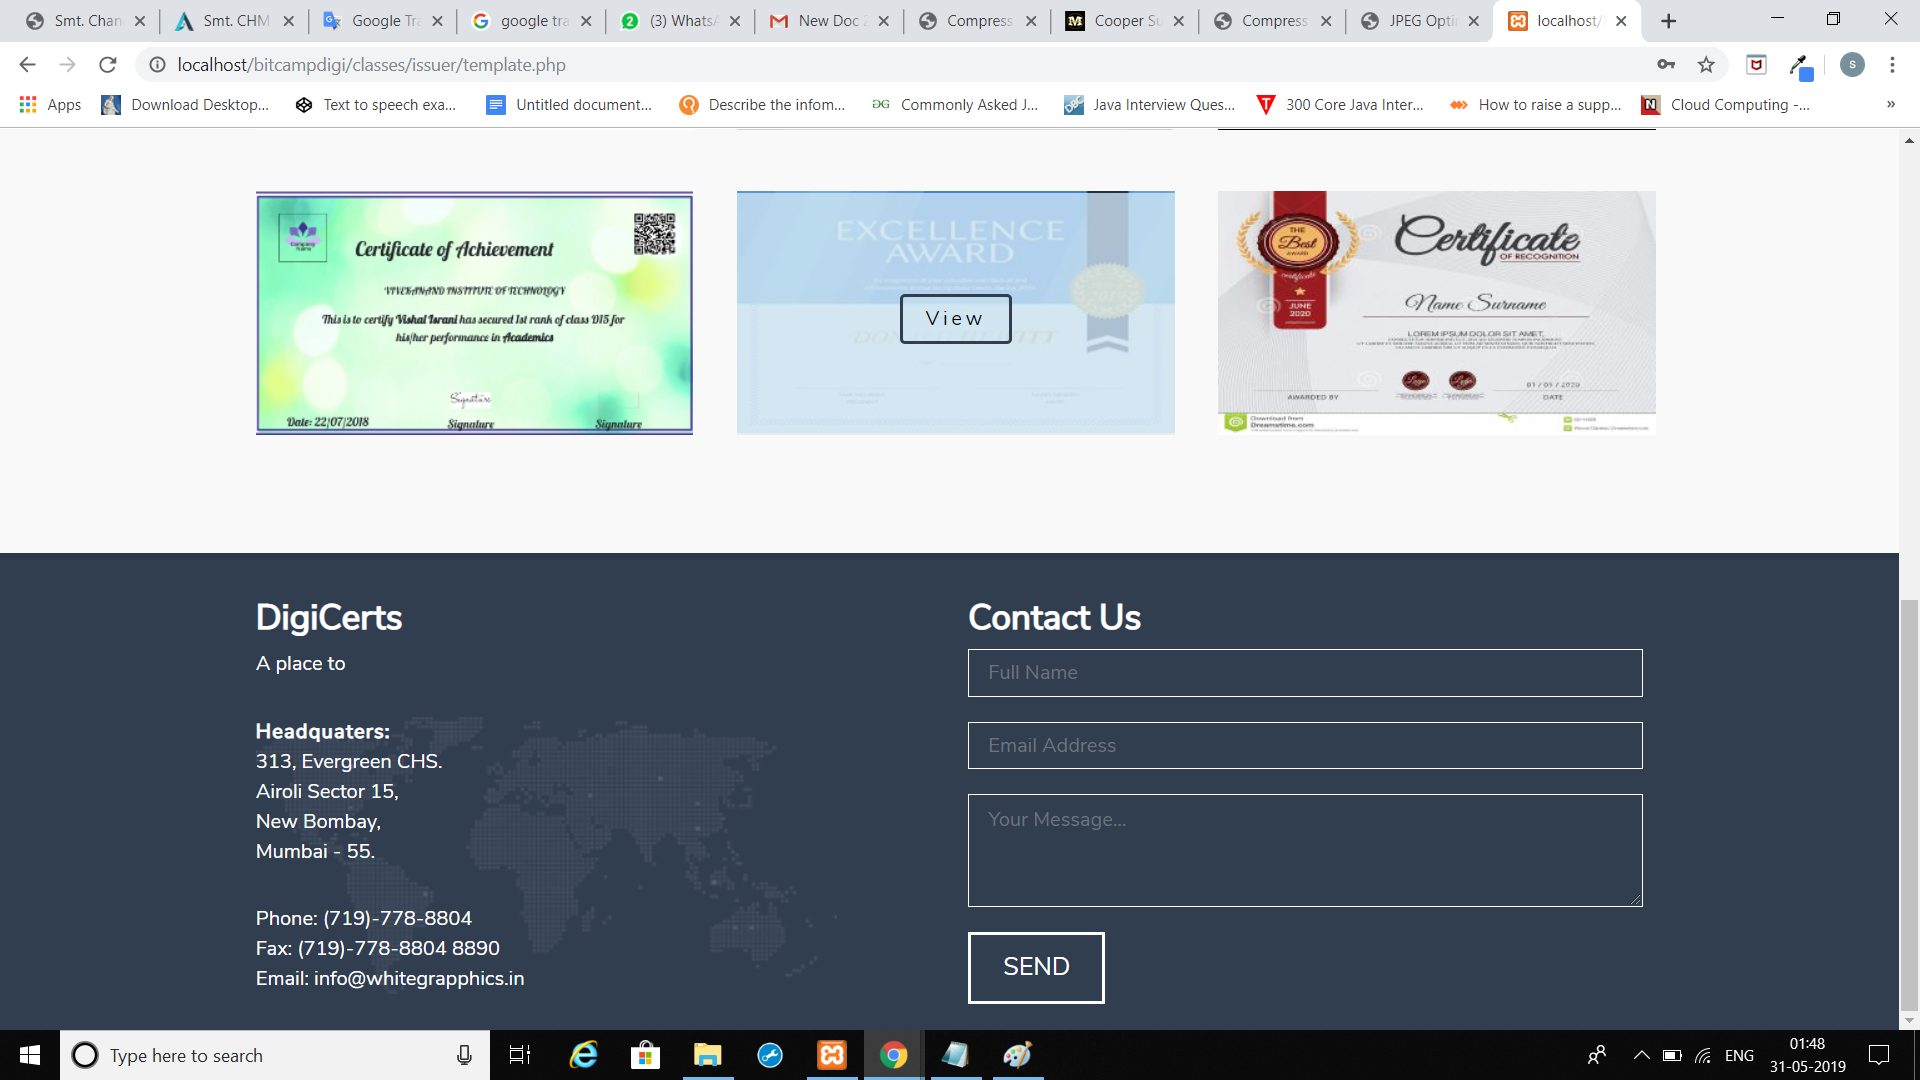 Smt. Chan
Smt. CHM
Google Tra
google tra
(3) WhatsA
New Doc 2
Compress
Cooper Su
Compress
JPEG Opti
localhost/
localhost/bitcampdigi/classes/issuer/template.php
Apps
Download Desktop...
Text to speech exa...
Untitled document...
Describe the infom...
Commonly Asked J...
Java Interview Ques...
300 Core Java Inter...
How to raise a supp...
Cloud Computing -...
Certificate of Achievement
VIVEKANAND INSTITUTE OF TECHNOLOGY
This is to certify Vishal Israni has secured 1st rank of class D15 for
his/her performance in Academics
Signature
Date: 22/07/2018
Signature
Signature
EXCELLENCE
AWARD
View
THE
Best
AWARD
certificate
JUNE
2020
Certificate
OF RECOGNITION
Name Surname
LOREM IPSUM DOLOR SIT AMET,
Logo
Logo
01 / 01 / 2020
AWARDED BY
DATE
Download from
Dreamstime.com
DigiCerts
A place to
Headquaters:
313, Evergreen CHS.
Airoli Sector 15,
New Bombay,
Mumbai - 55.
Phone: (719)-778-8804
Fax: (719)-778-8804 8890
Email: info@whitegrapphics.in
Contact Us
Full Name
Email Address
Your Message...
SEND
Type here to search
ENG
01:48
31-05-2019